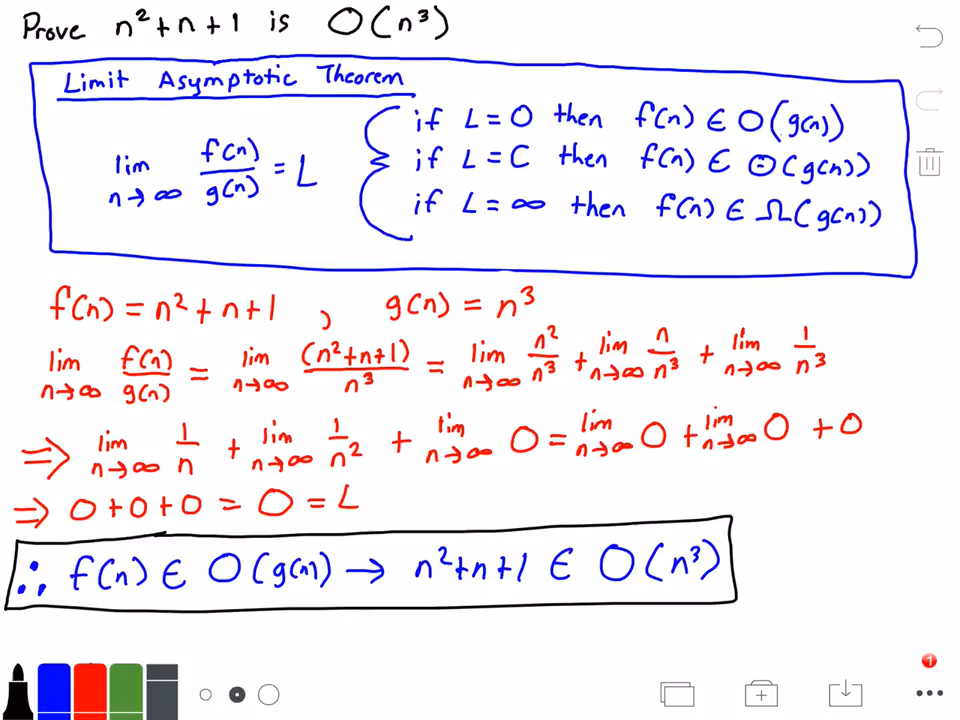 Prove n² + n + 1 is O(n³)
Limit Asymptotic Theorem
lim n→∞ f(n)/g(n) = L
if L = 0 then f(n) ∈ O(g(n))
if L = C then f(n) ∈ Θ(g(n))
if L = ∞ then f(n) ∈ Ω(g(n))
f(n) = n² + n + 1 , g(n) = n³
lim n→∞ f(n)/g(n) = lim n→∞ (n²+n+1)/n³ = lim n→∞ n²/n³ + lim n→∞ n/n³ + lim n→∞ 1/n³
⇒ lim n→∞ 1/n + lim n→∞ 1/n² + lim n→∞ 0 = lim n→∞ 0 + lim n→∞ 0 + 0
⇒ 0 + 0 + 0 = 0 = L
∴ f(n) ∈ O(g(n)) → n²+n+1 ∈ O(n³)
1